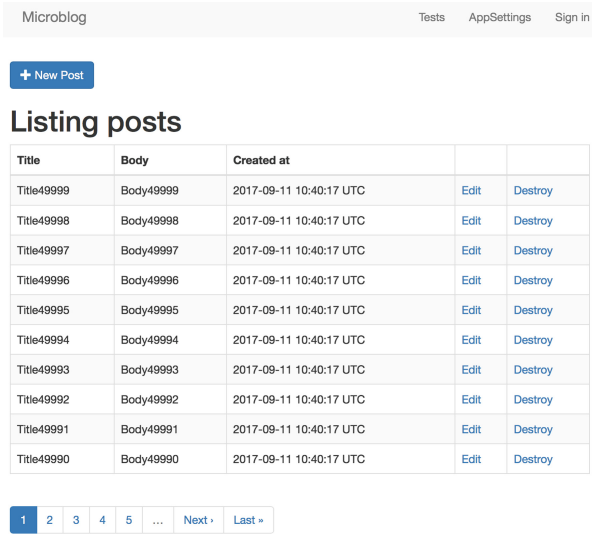 Microblog Tests AppSettings Sign in
+ New Post
Listing posts
Title Body Created at
Title49999 Body49999 2017-09-11 10:40:17 UTC Edit Destroy
Title49998 Body49998 2017-09-11 10:40:17 UTC Edit Destroy
Title49997 Body49997 2017-09-11 10:40:17 UTC Edit Destroy
Title49996 Body49996 2017-09-11 10:40:17 UTC Edit Destroy
Title49995 Body49995 2017-09-11 10:40:17 UTC Edit Destroy
Title49994 Body49994 2017-09-11 10:40:17 UTC Edit Destroy
Title49993 Body49993 2017-09-11 10:40:17 UTC Edit Destroy
Title49992 Body49992 2017-09-11 10:40:17 UTC Edit Destroy
Title49991 Body49991 2017-09-11 10:40:17 UTC Edit Destroy
Title49990 Body49990 2017-09-11 10:40:17 UTC Edit Destroy
1 2 3 4 5 … Next › Last »